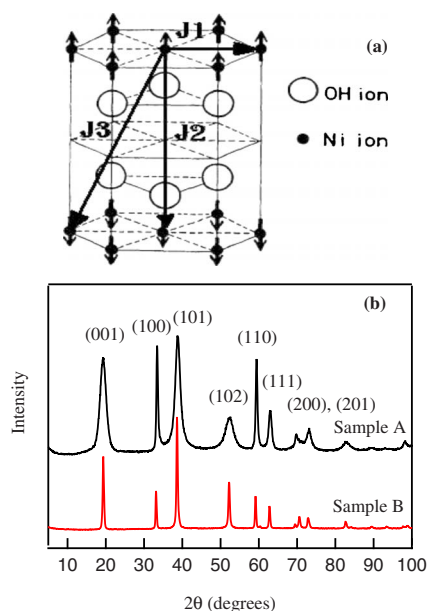 J1
(a)
OH ion
J3
J2
Ni ion
(b)
(101)
(001)
(100)
(110)
(111)
(102)
(200), (201)
Sample A
Intensity
Sample B
10 20 30 40 50 60 70 80 90 100
2θ (degrees)